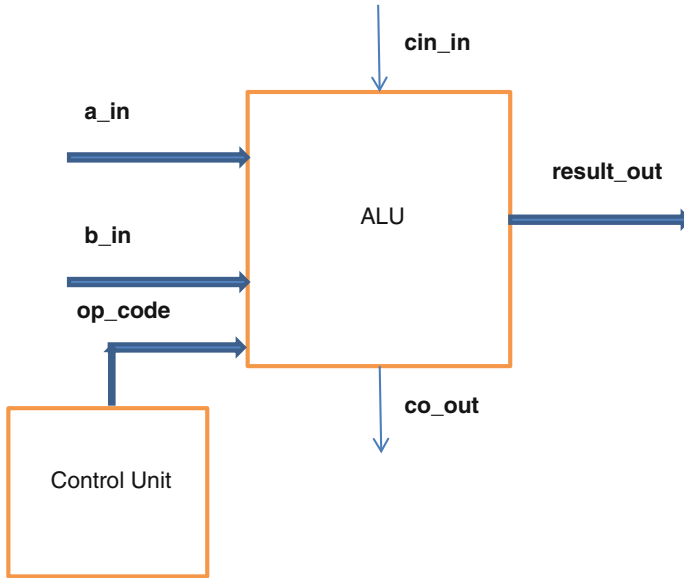 cin_in
a_in
result_out
ALU
b_in
op_code
co_out
Control Unit